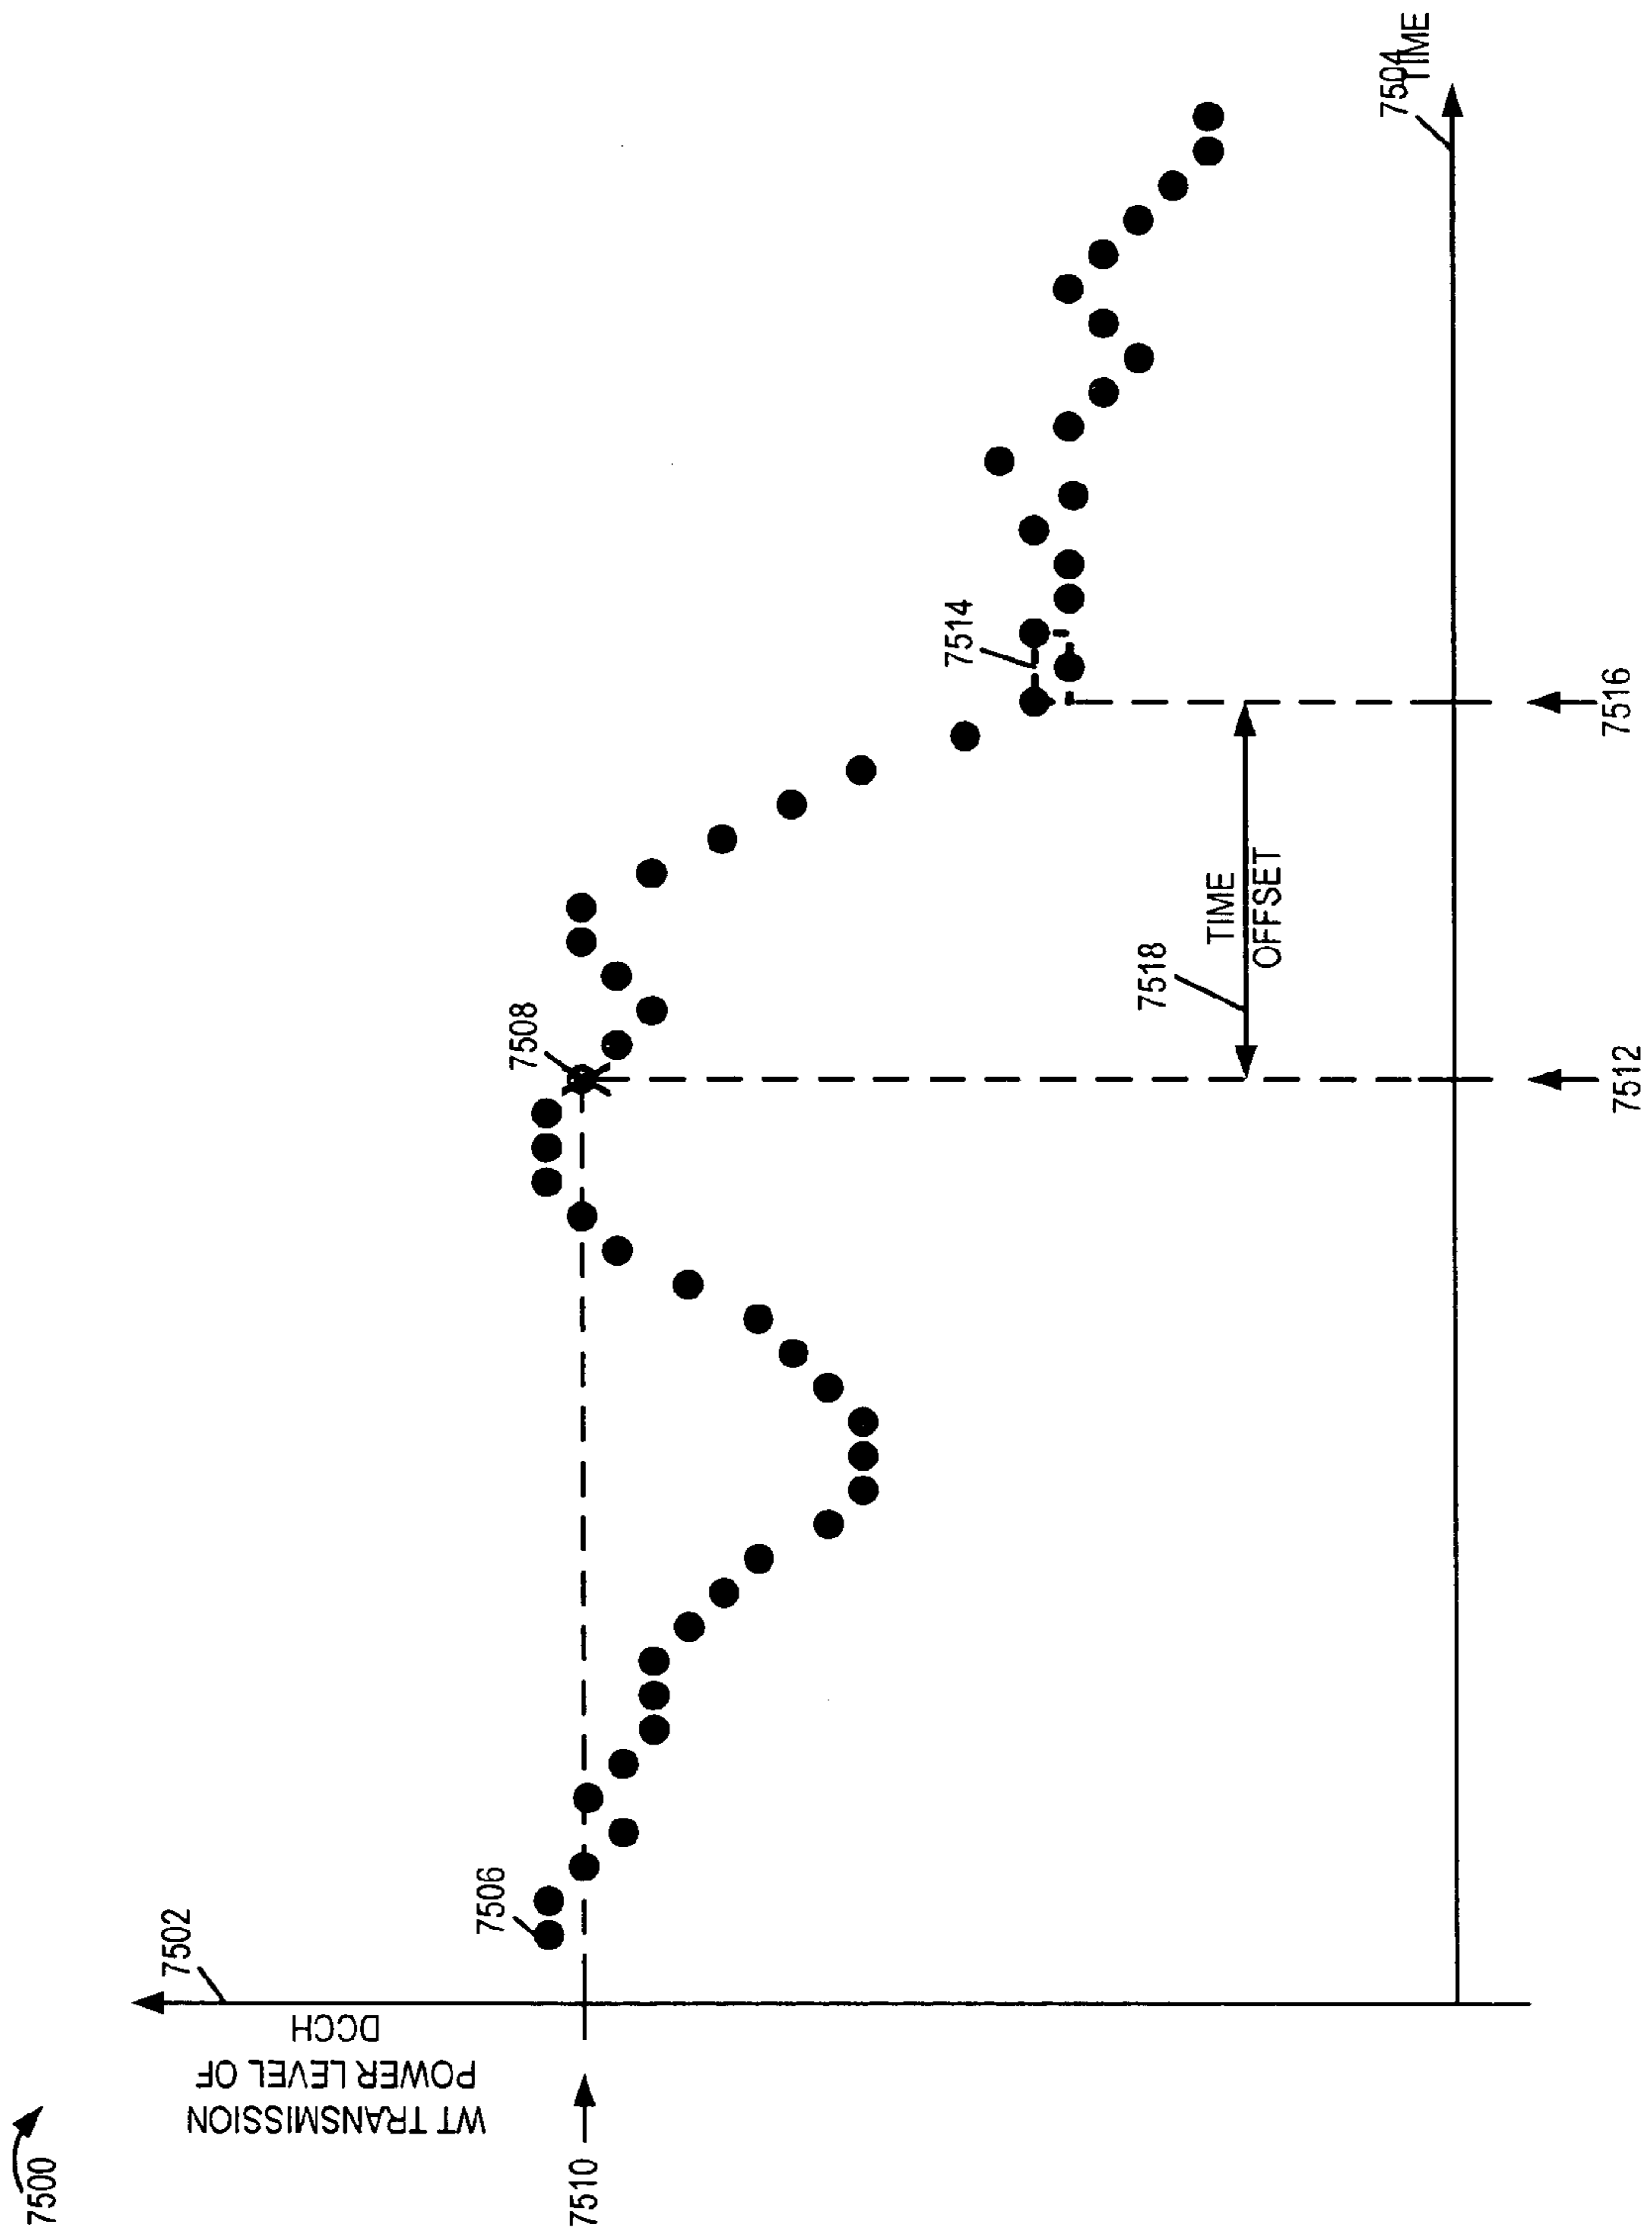 7500
7502
WT TRANSMISSION
POWER LEVEL OF
DCCH
7510
7506
7508
7514
7518
TIME
OFFSET
7504
TIME
7512
7516